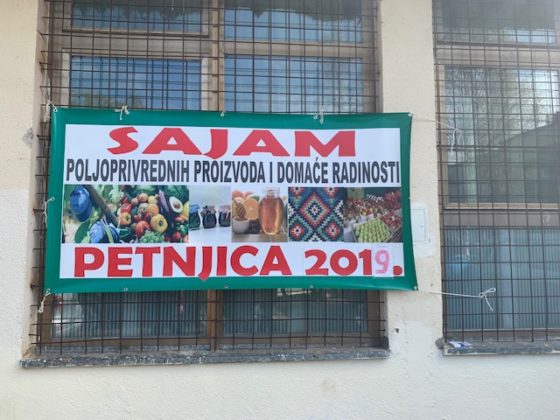 SAJAM
POLJOPRIVREDNIH PROIZVODA I DOMAĆE RADINOSTI
PETNJICA 2019.